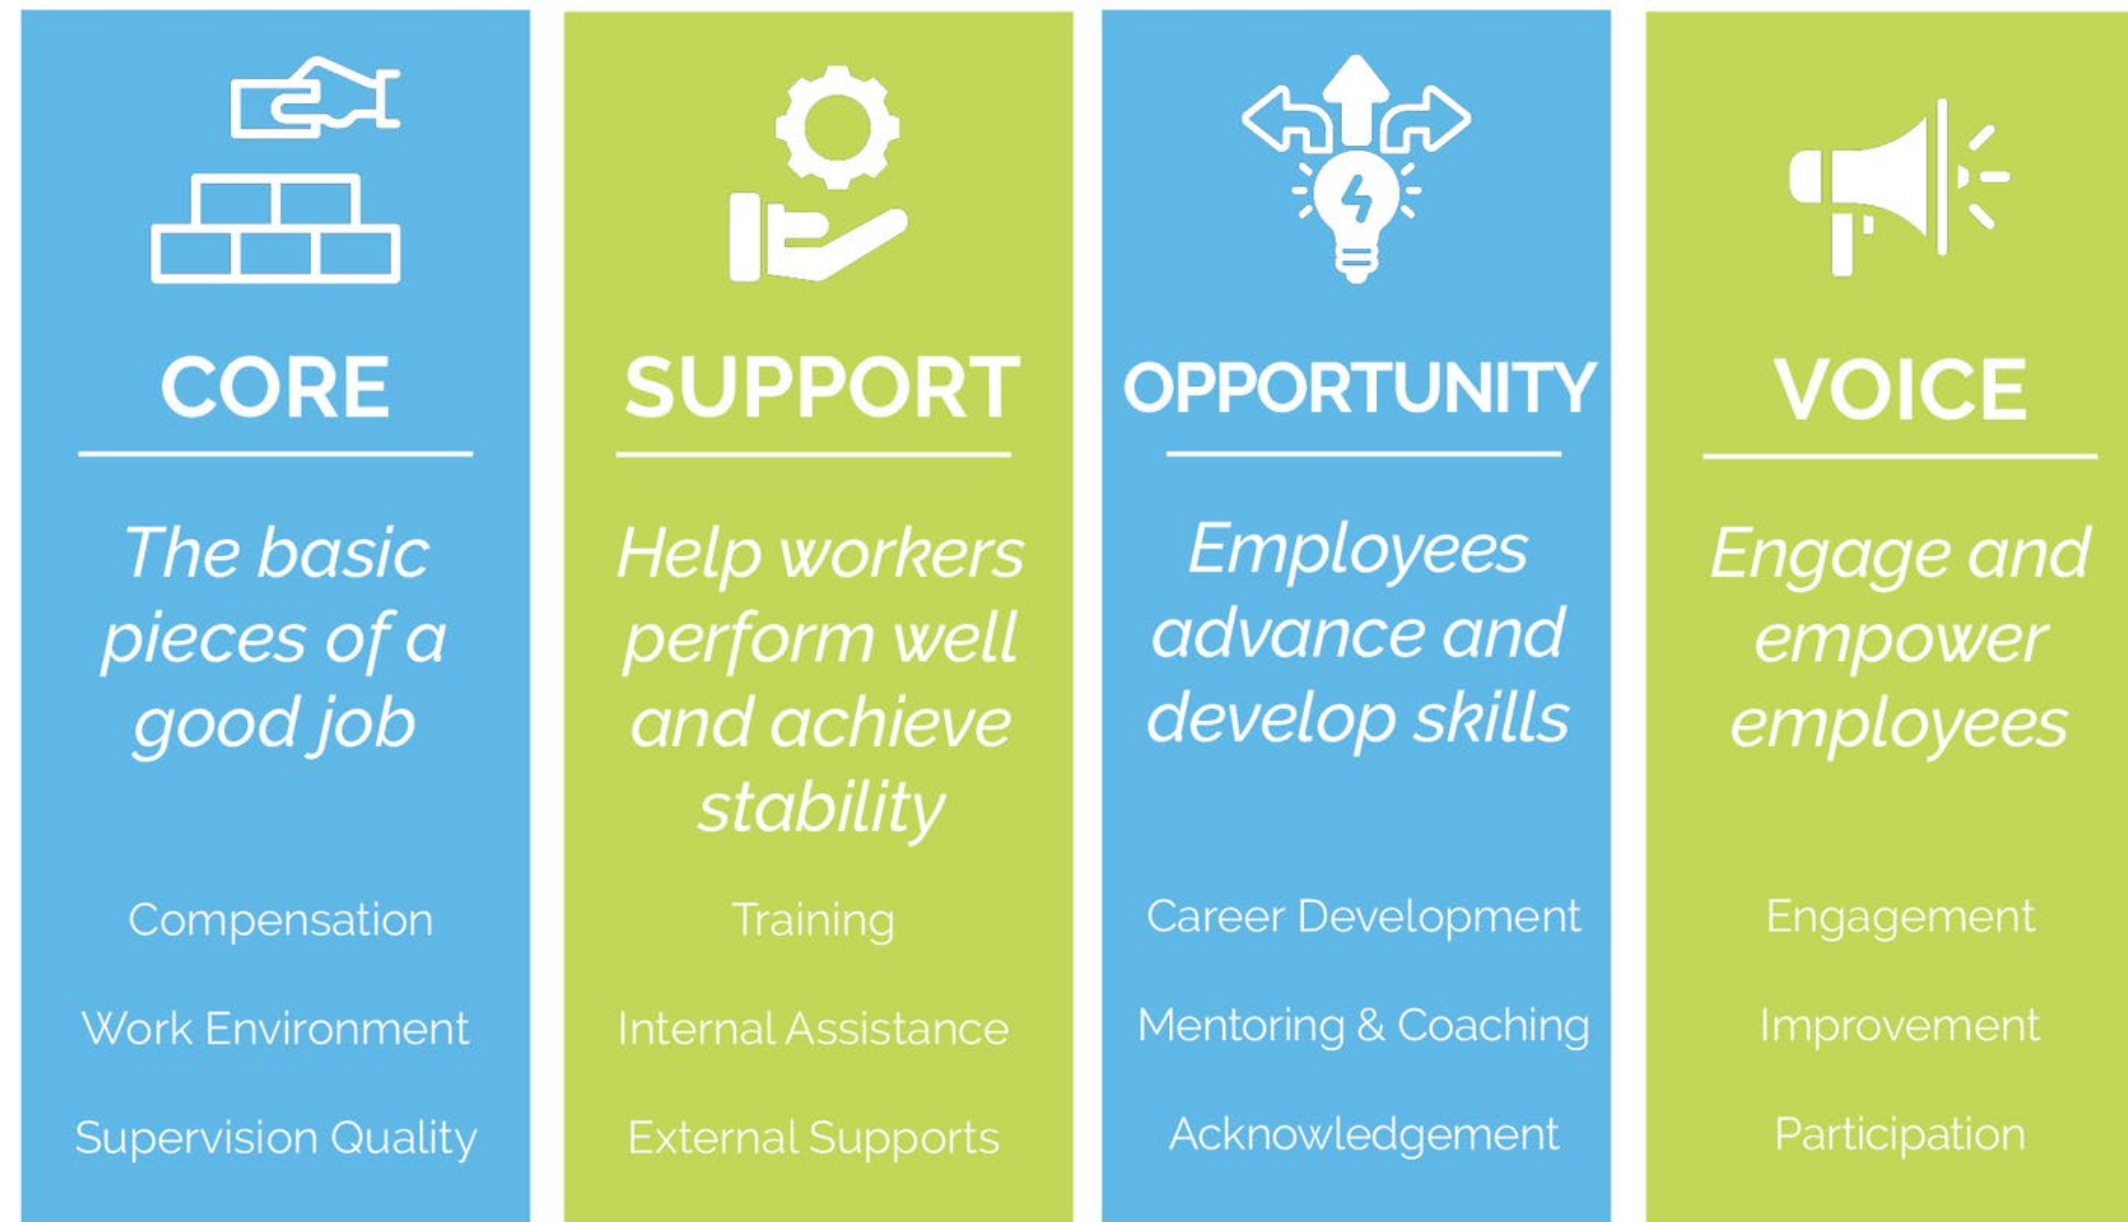 CORE
The basic
pieces of a
good job
Compensation
Work Environment
Supervision Quality
SUPPORT
Help workers
perform well
and achieve
stability
Training
Internal Assistance
External Supports
OPPORTUNITY
Employees
advance and
develop skills
Career Development
Mentoring & Coaching
Acknowledgement
VOICE
Engage and
empower
employees
Engagement
Improvement
Participation